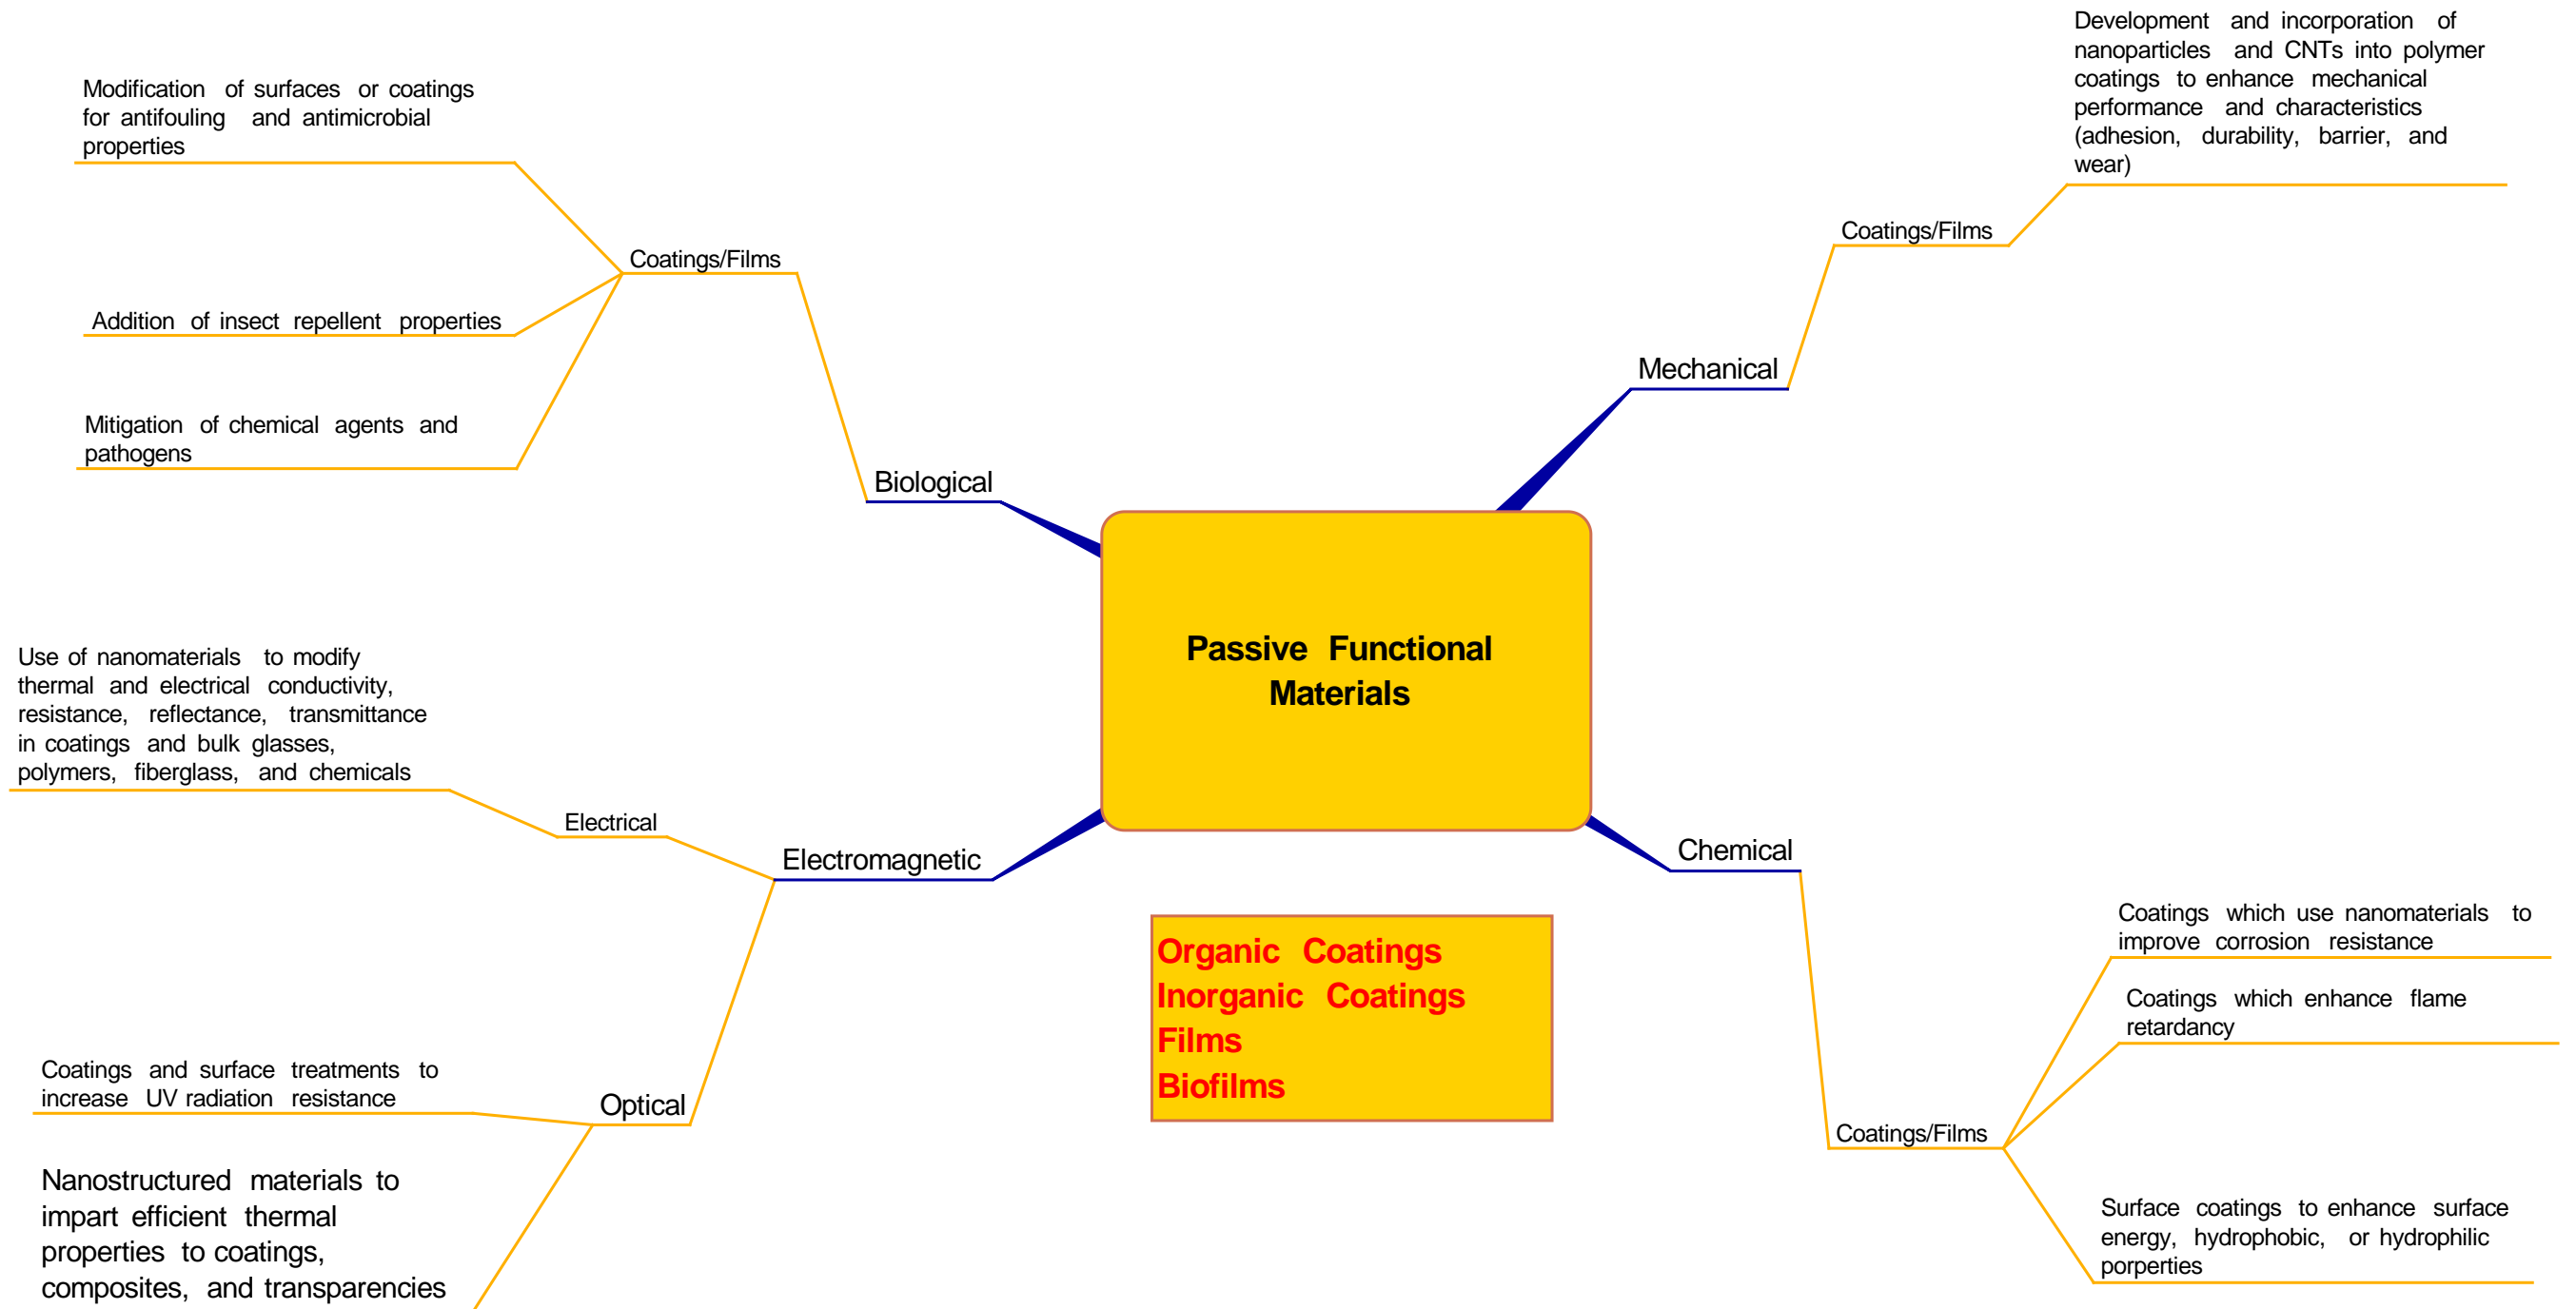 Development and incorporation of
nanoparticles and CNTs into polymer
coatings to enhance mechanical
performance and characteristics
(adhesion, durability, barrier, and
wear)
Modification of surfaces or coatings
for antifouling and antimicrobial
properties
Coatings/Films
Coatings/Films
Addition of insect repellent properties
Mechanical
Mitigation of chemical agents and
pathogens
Biological
Passive Functional
Materials
Use of nanomaterials to modify
thermal and electrical conductivity,
resistance, reflectance, transmittance
in coatings and bulk glasses,
polymers, fiberglass, and chemicals
Electrical
Electromagnetic
Chemical
Organic Coatings
Inorganic Coatings
Films
Biofilms
Coatings which use nanomaterials to
improve corrosion resistance
Coatings which enhance flame
retardancy
Coatings and surface treatments to
increase UV radiation resistance
Optical
Coatings/Films
Nanostructured materials to
impart efficient thermal
properties to coatings,
composites, and transparencies
Surface coatings to enhance surface
energy, hydrophobic, or hydrophilic
porperties